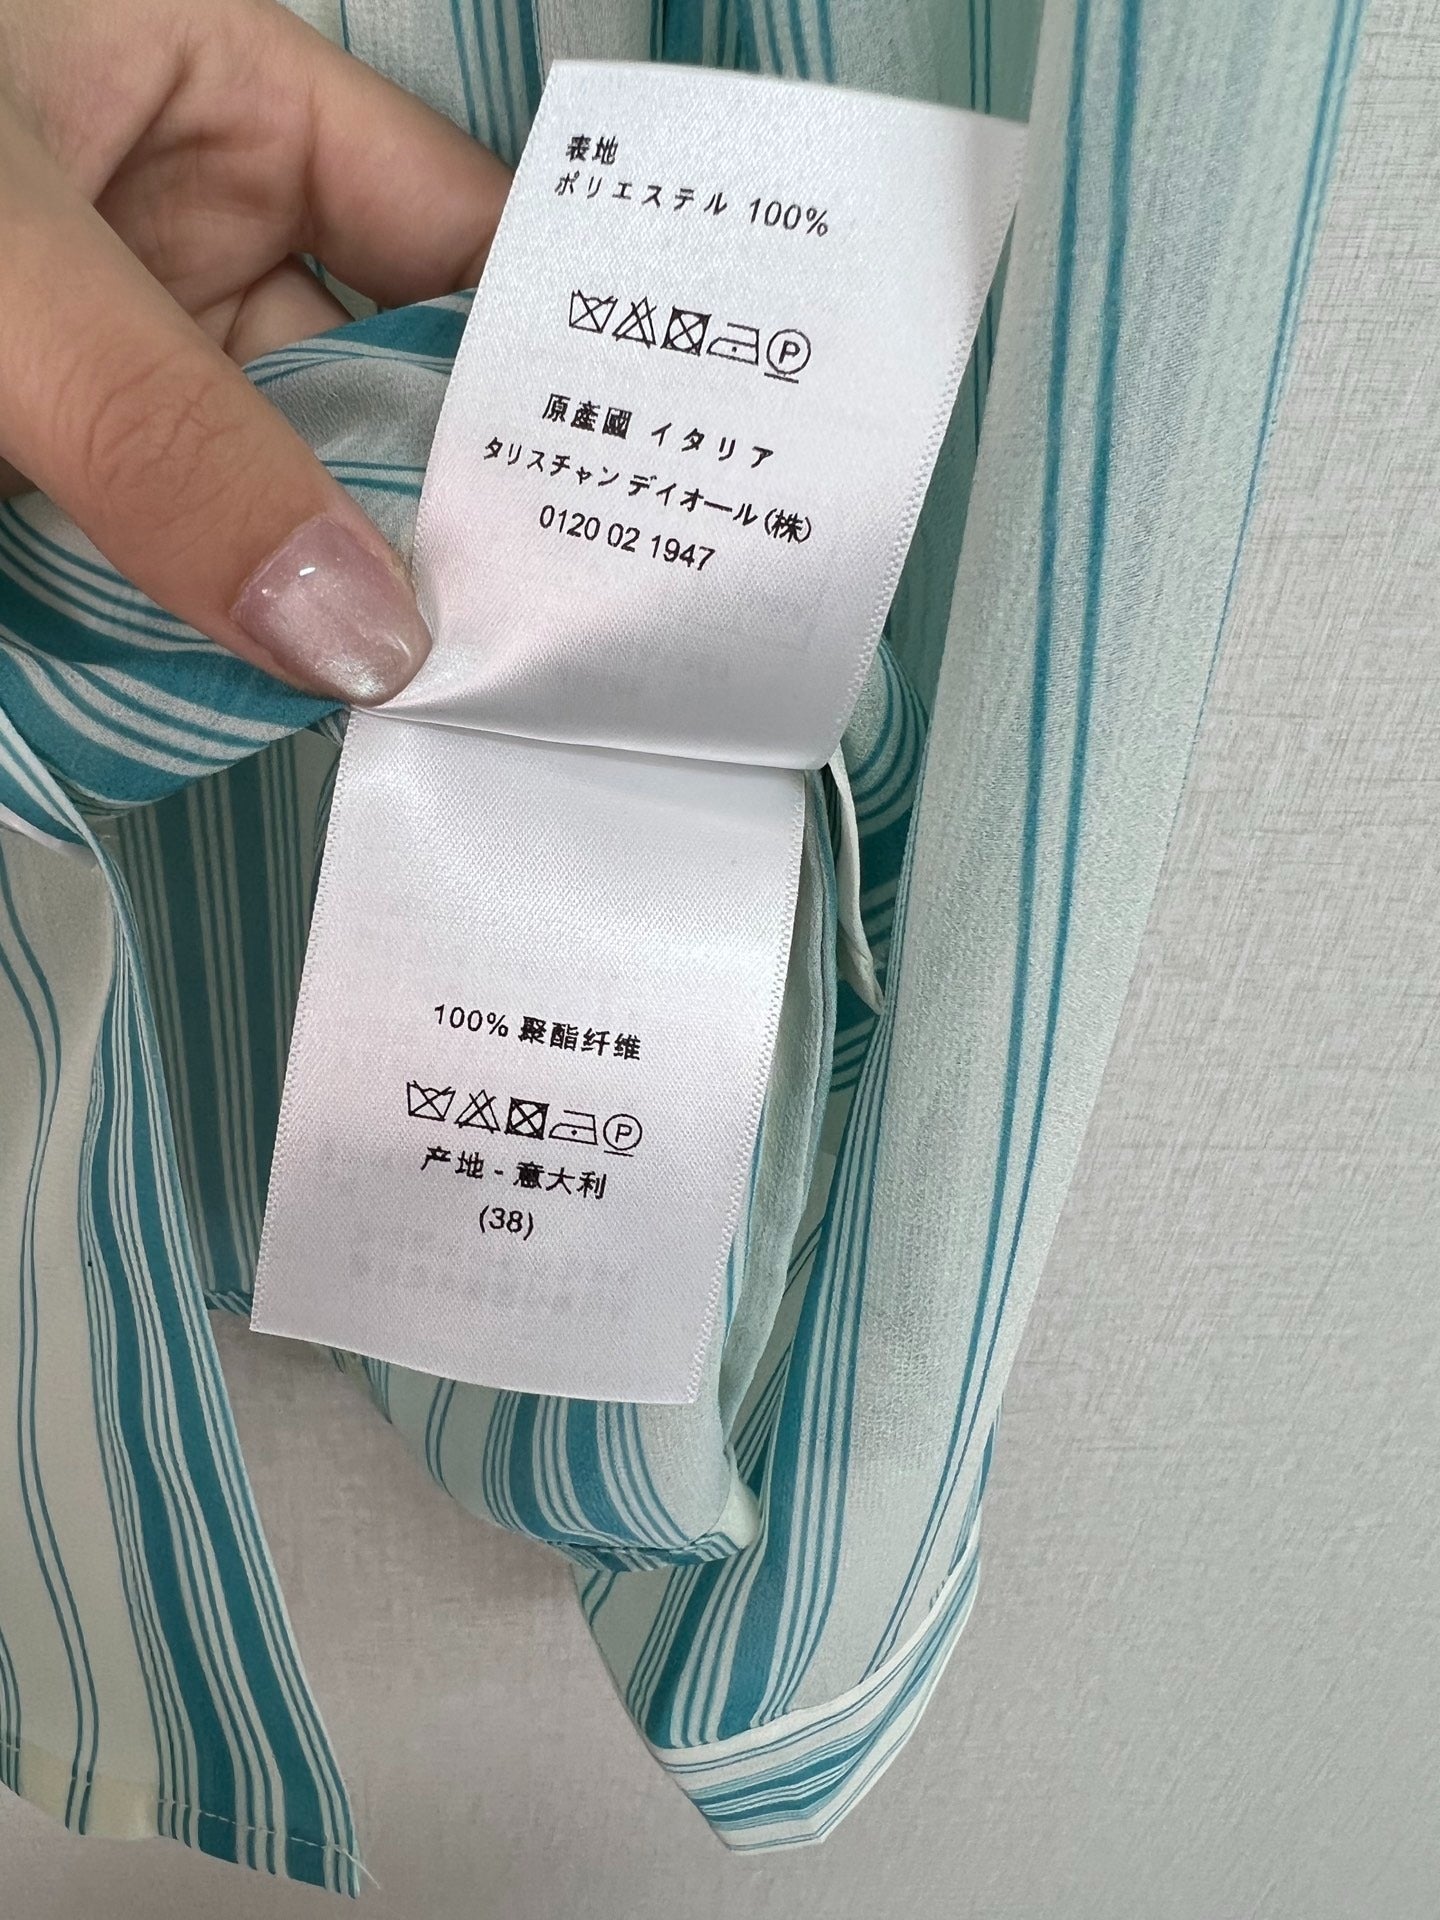 表地
ポリエステル 100%
P
原產國 イタリア
タリスチャン ディオール(株)
0120 02 1947
100% 聚酯纤维
P
产地 - 意大利
(38)